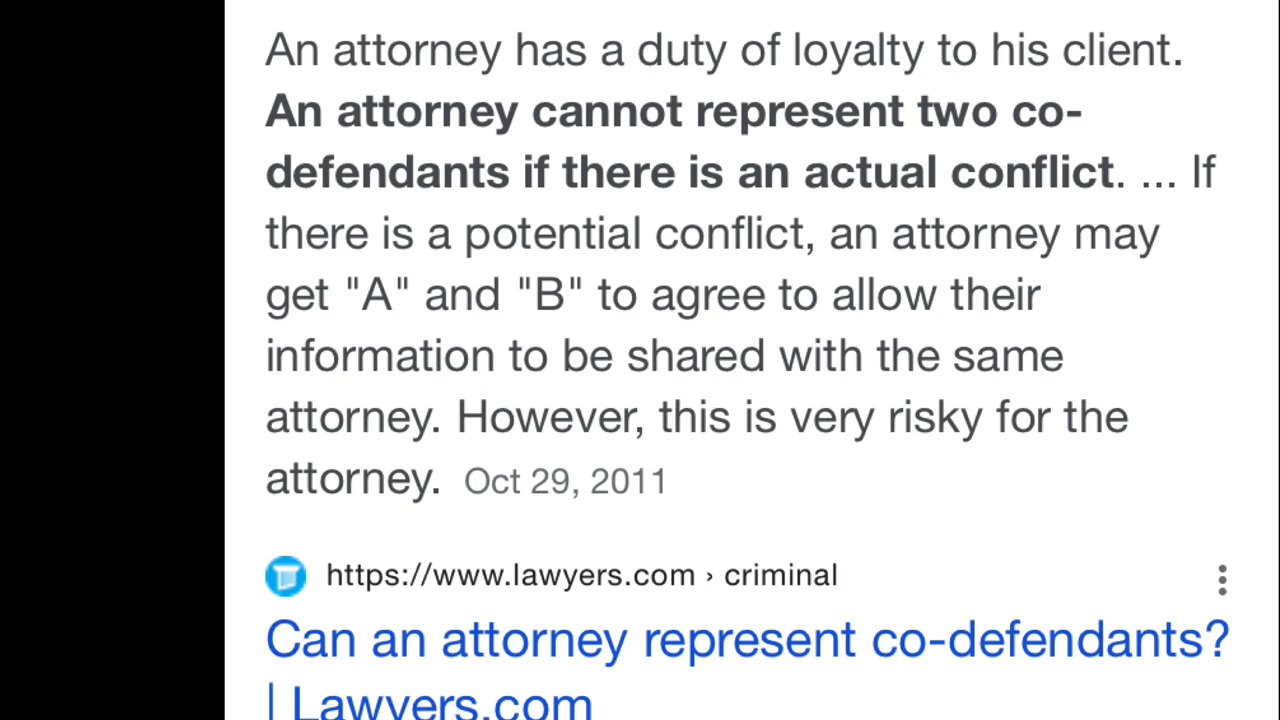 An attorney has a duty of loyalty to his client.
An attorney cannot represent two co-
defendants if there is an actual conflict. ... If
there is a potential conflict, an attorney may
get "A" and "B" to agree to allow their
information to be shared with the same
attorney. However, this is very risky for the
attorney. Oct 29, 2011
https://www.lawyers.com › criminal
Can an attorney represent co-defendants?
| Lawyers.com